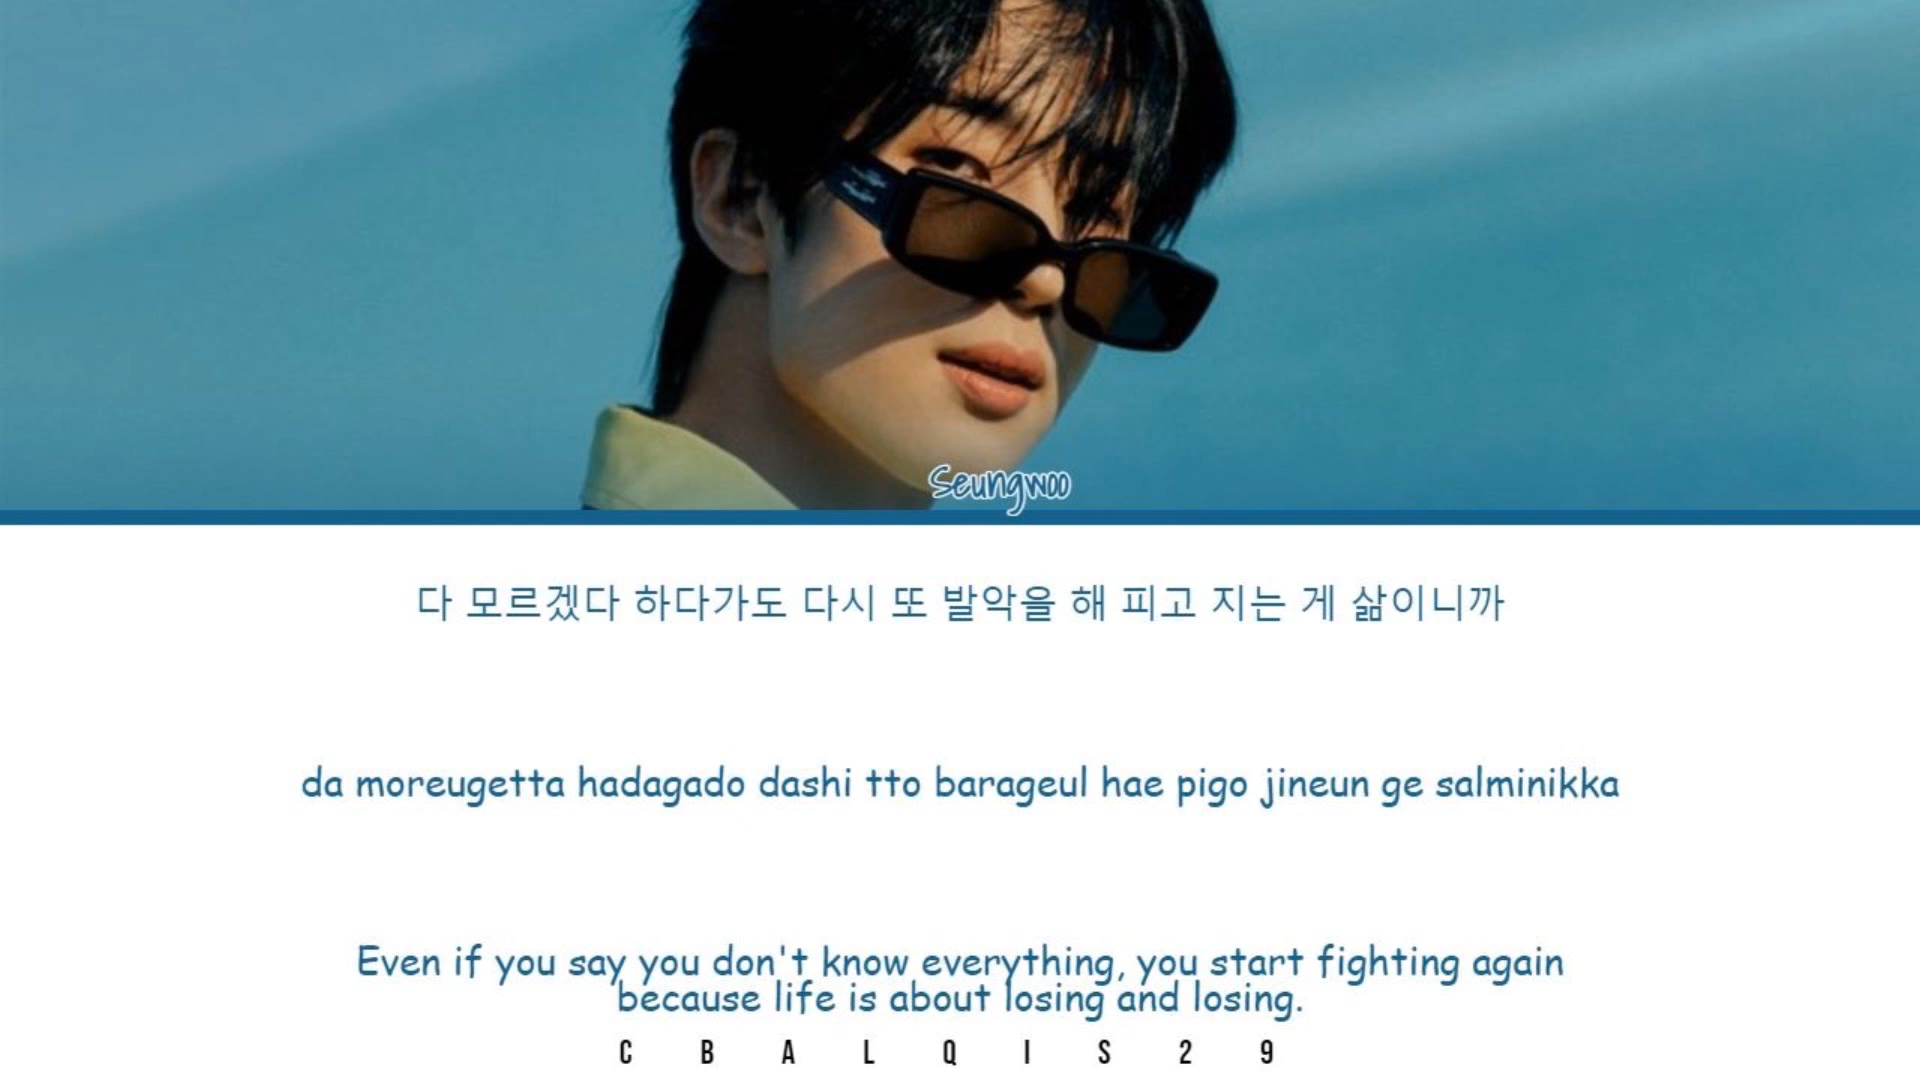 Seungwoo
다 모르겠다 하다가도 다시 또 발악을 해 피고 지는 게 삶이니까
da moreugetta hadagado dashi tto barageul hae pigo jineun ge salminikka
Even if you say you don't know everything, you start fighting again
because life is about losing and losing.
C B A L Q I S 2 9